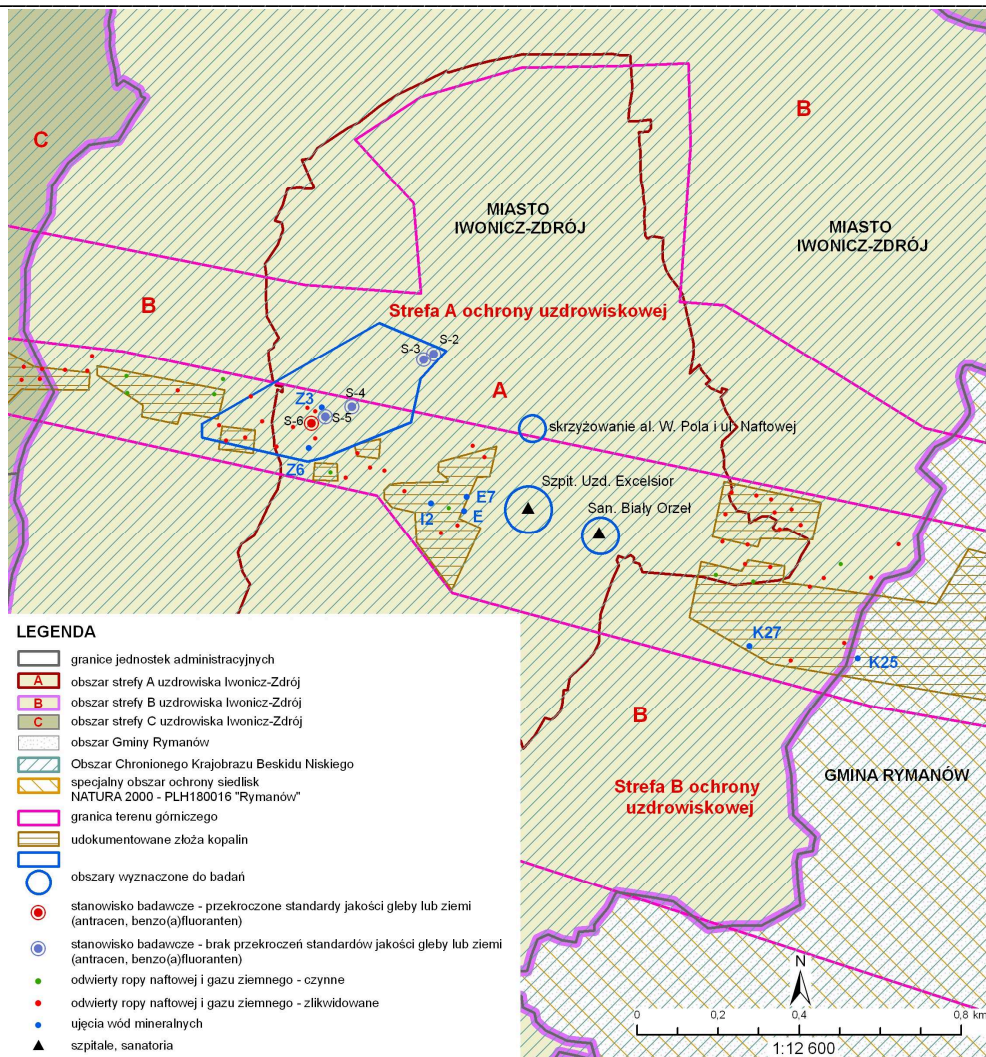 B
C
MIASTO
IWONICZ-ZDRÓJ
MIASTO
IWONICZ-ZDRÓJ
B
Strefa A ochrony uzdrowiskowej
S-2
S-3
A
S-4
Z3
S-5
S-6
skrzyżowanie al. W. Pola i ul. Naftowej
Z6
Szpit. Uzd. Excelsior
E7
San. Biały Orzeł
I2
E
K27
K25
B
GMINA RYMANÓW
Strefa B ochrony
uzdrowiskowej
LEGENDA
granice jednostek administracyjnych
A obszar strefy A uzdrowiska Iwonicz-Zdrój
B obszar strefy B uzdrowiska Iwonicz-Zdrój
C obszar strefy C uzdrowiska Iwonicz-Zdrój
obszar Gminy Rymanów
Obszar Chronionego Krajobrazu Beskidu Niskiego
specjalny obszar ochrony siedlisk
NATURA 2000 - PLH180016 "Rymanów"
granica terenu górniczego
udokumentowane złoża kopalin
obszary wyznaczone do badań
stanowisko badawcze - przekroczone standardy jakości gleby lub ziemi
(antracen, benzo(a)fluoranten)
stanowisko badawcze - brak przekroczeń standardów jakości gleby lub ziemi
(antracen, benzo(a)fluoranten)
odwierty ropy naftowej i gazu ziemnego - czynne
odwierty ropy naftowej i gazu ziemnego - zlikwidowane
ujęcia wód mineralnych
szpitale, sanatoria
N
0 0,2 0,4 0,8 km
1:12 600